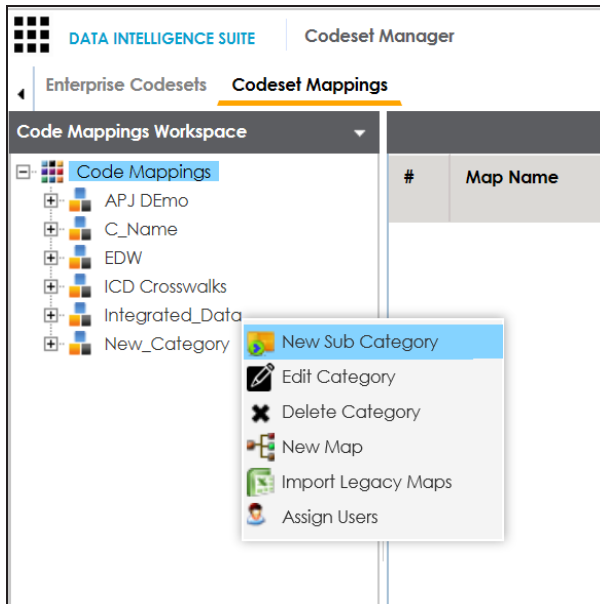 DATA INTELLIGENCE SUITE Codeset Manager
Enterprise Codesets Codeset Mappings
Code Mappings Workspace
# Map Name
Code Mappings
APJ DEmo
C_Name
EDW
ICD Crosswalks
Integrated_Data
New_Category
New Sub Category
Edit Category
Delete Category
New Map
Import Legacy Maps
Assign Users